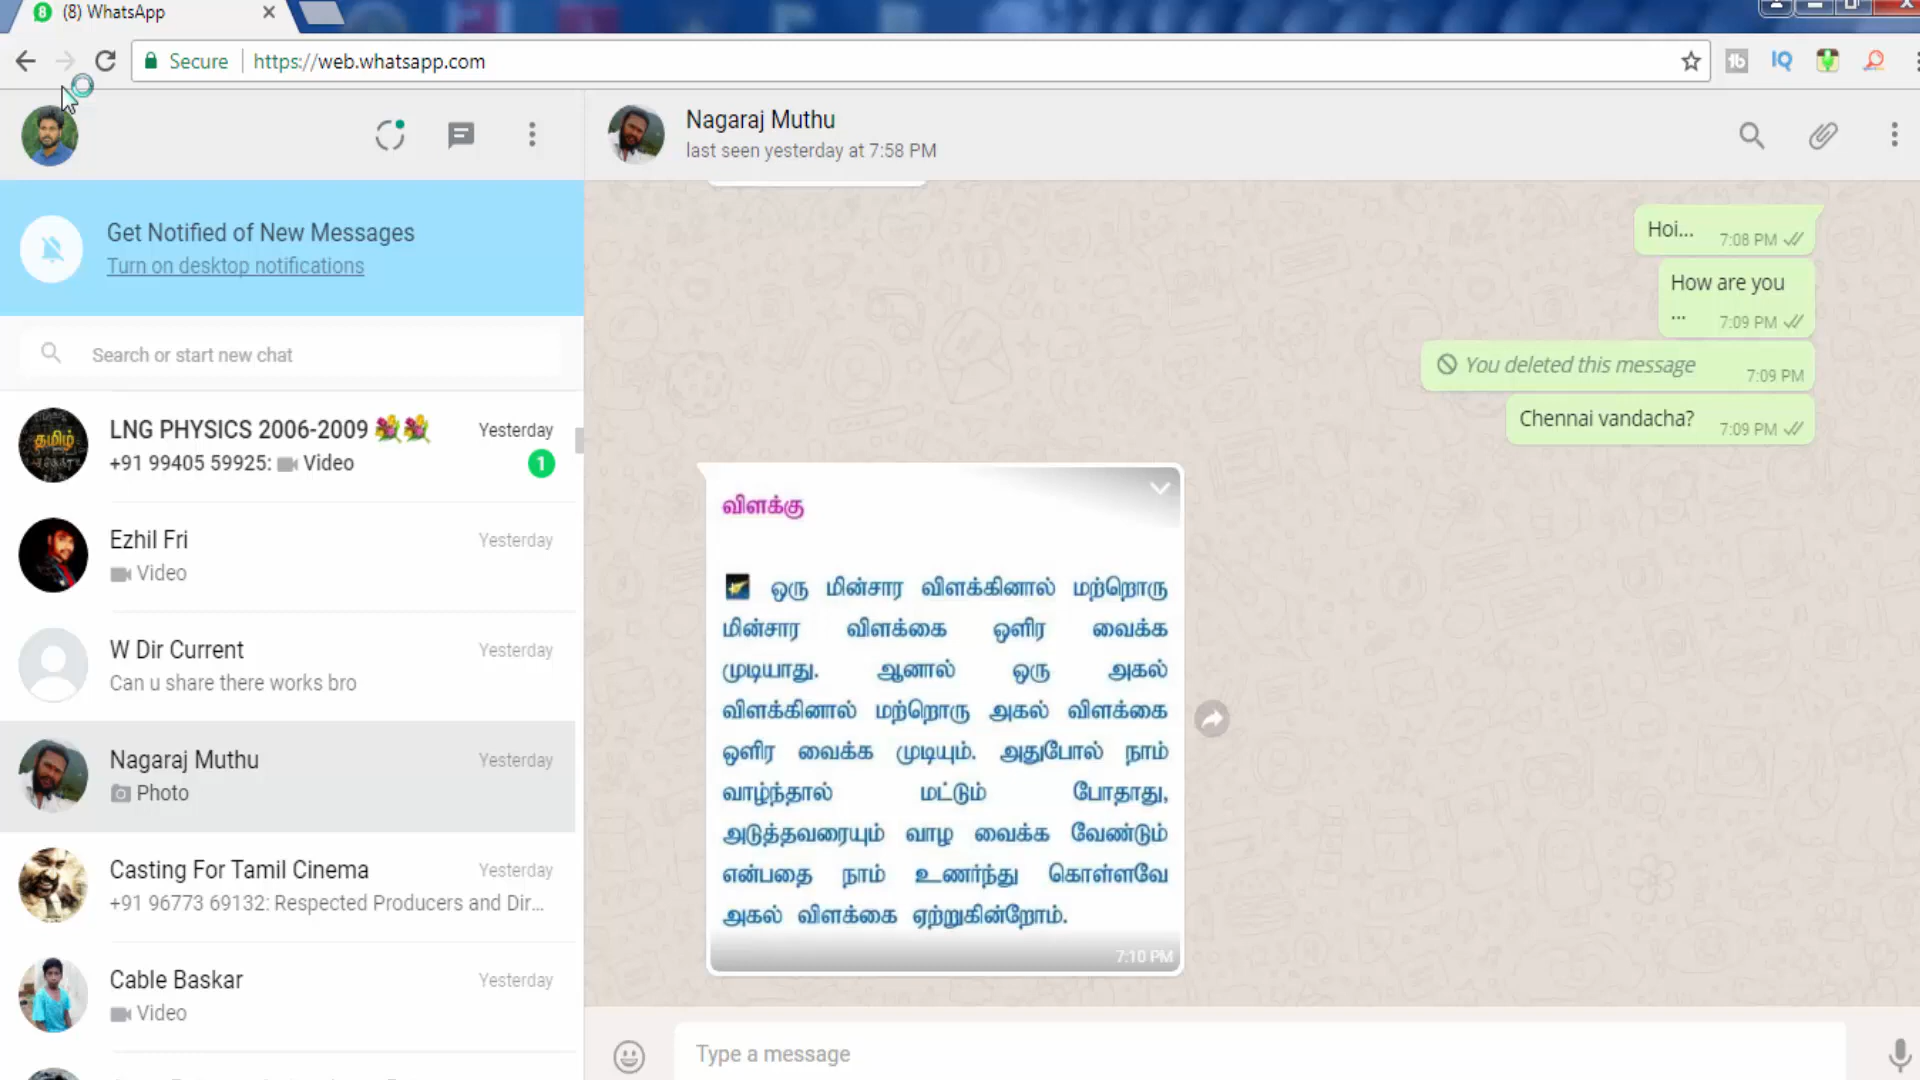 (8) WhatsApp
Secure
https://web.whatsapp.com
Get Notified of New Messages
Turn on desktop notifications
Search or start new chat
LNG PHYSICS 2006-2009 Yesterday
+91 99405 59925: Video 1
Ezhil Fri Yesterday
Video
W Dir Current Yesterday
Can u share there works bro
Nagaraj Muthu Yesterday
Photo
Casting For Tamil Cinema Yesterday
+91 96773 69132: Respected Producers and Dir...
Cable Baskar Yesterday
Video
Nagaraj Muthu
last seen yesterday at 7:58 PM
Hoi... 7:08 PM
How are you
... 7:09 PM
You deleted this message 7:09 PM
Chennai vandacha? 7:09 PM
விளக்கு
ஒரு மின்சார விளக்கினால் மற்றொரு
மின்சார விளக்கை ஒளிர வைக்க
முடியாது. ஆனால் ஒரு அகல்
விளக்கினால் மற்றொரு அகல் விளக்கை
ஒளிர வைக்க முடியும். அதுபோல் நாம்
வாழ்ந்தால் மட்டும் போதாது,
அடுத்தவரையும் வாழ வைக்க வேண்டும்
என்பதை நாம் உணர்ந்து கொள்ளவே
அகல் விளக்கை ஏற்றுகின்றோம்.
7:10 PM
Type a message